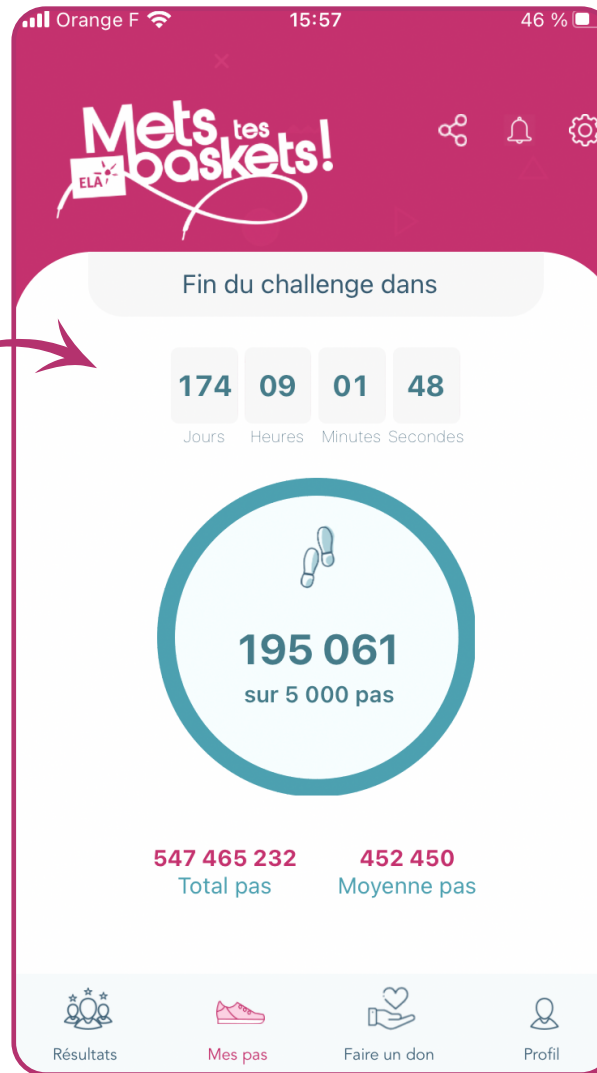 Orange F 15:57 46 %
Mets tes
baskets!
ELA
Fin du challenge dans
174 09 01 48
Jours Heures Minutes Secondes
195 061
sur 5 000 pas
547 465 232 452 450
Total pas Moyenne pas
Résultats Mes pas Faire un don Profil